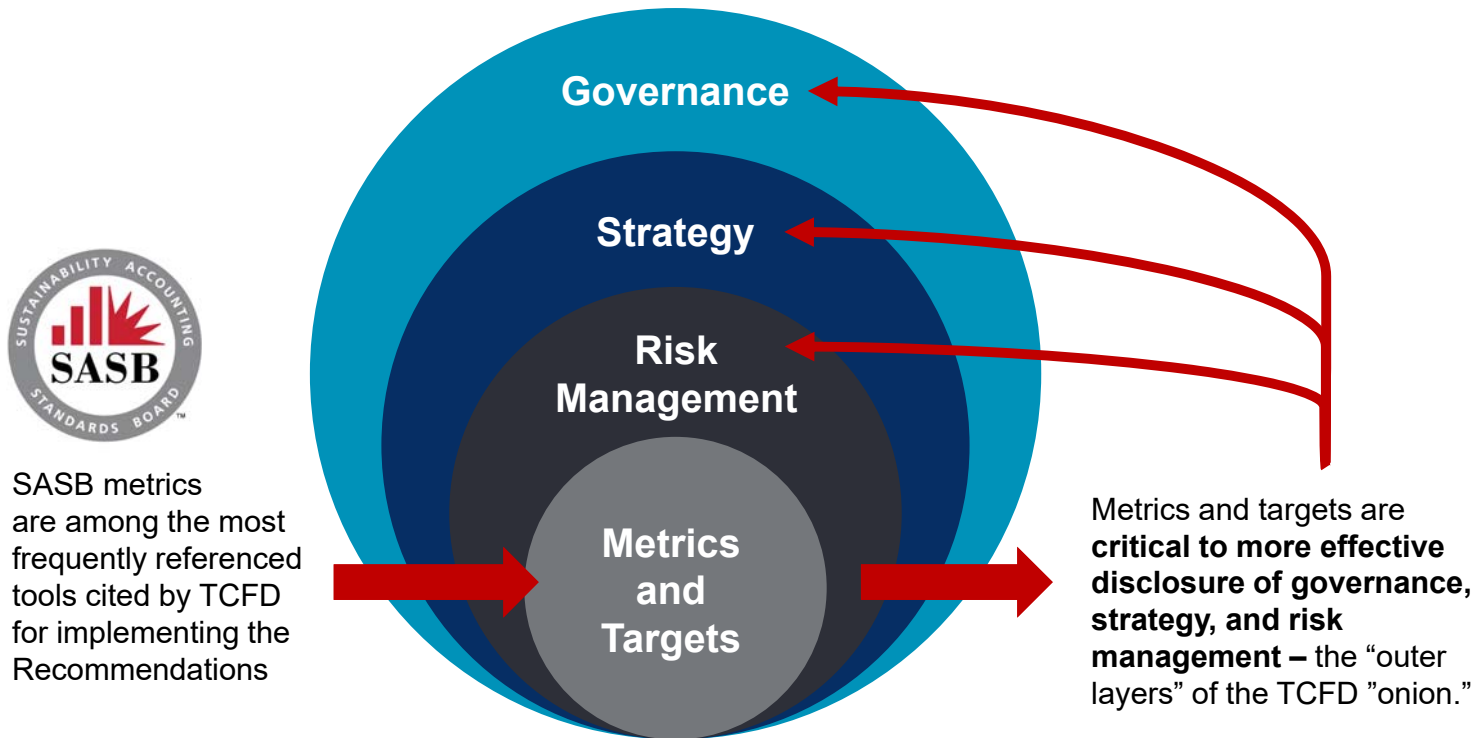 Governance
Strategy
Risk
Management
Metrics
and
Targets
SUSTAINABILITY ACCOUNTING
SASB
STANDARDS BOARD
™
SASB metrics
are among the most
frequently referenced
tools cited by TCFD
for implementing the
Recommendations
Metrics and targets are
critical to more effective
disclosure of governance,
strategy, and risk
management – the “outer
layers” of the TCFD ”onion.”